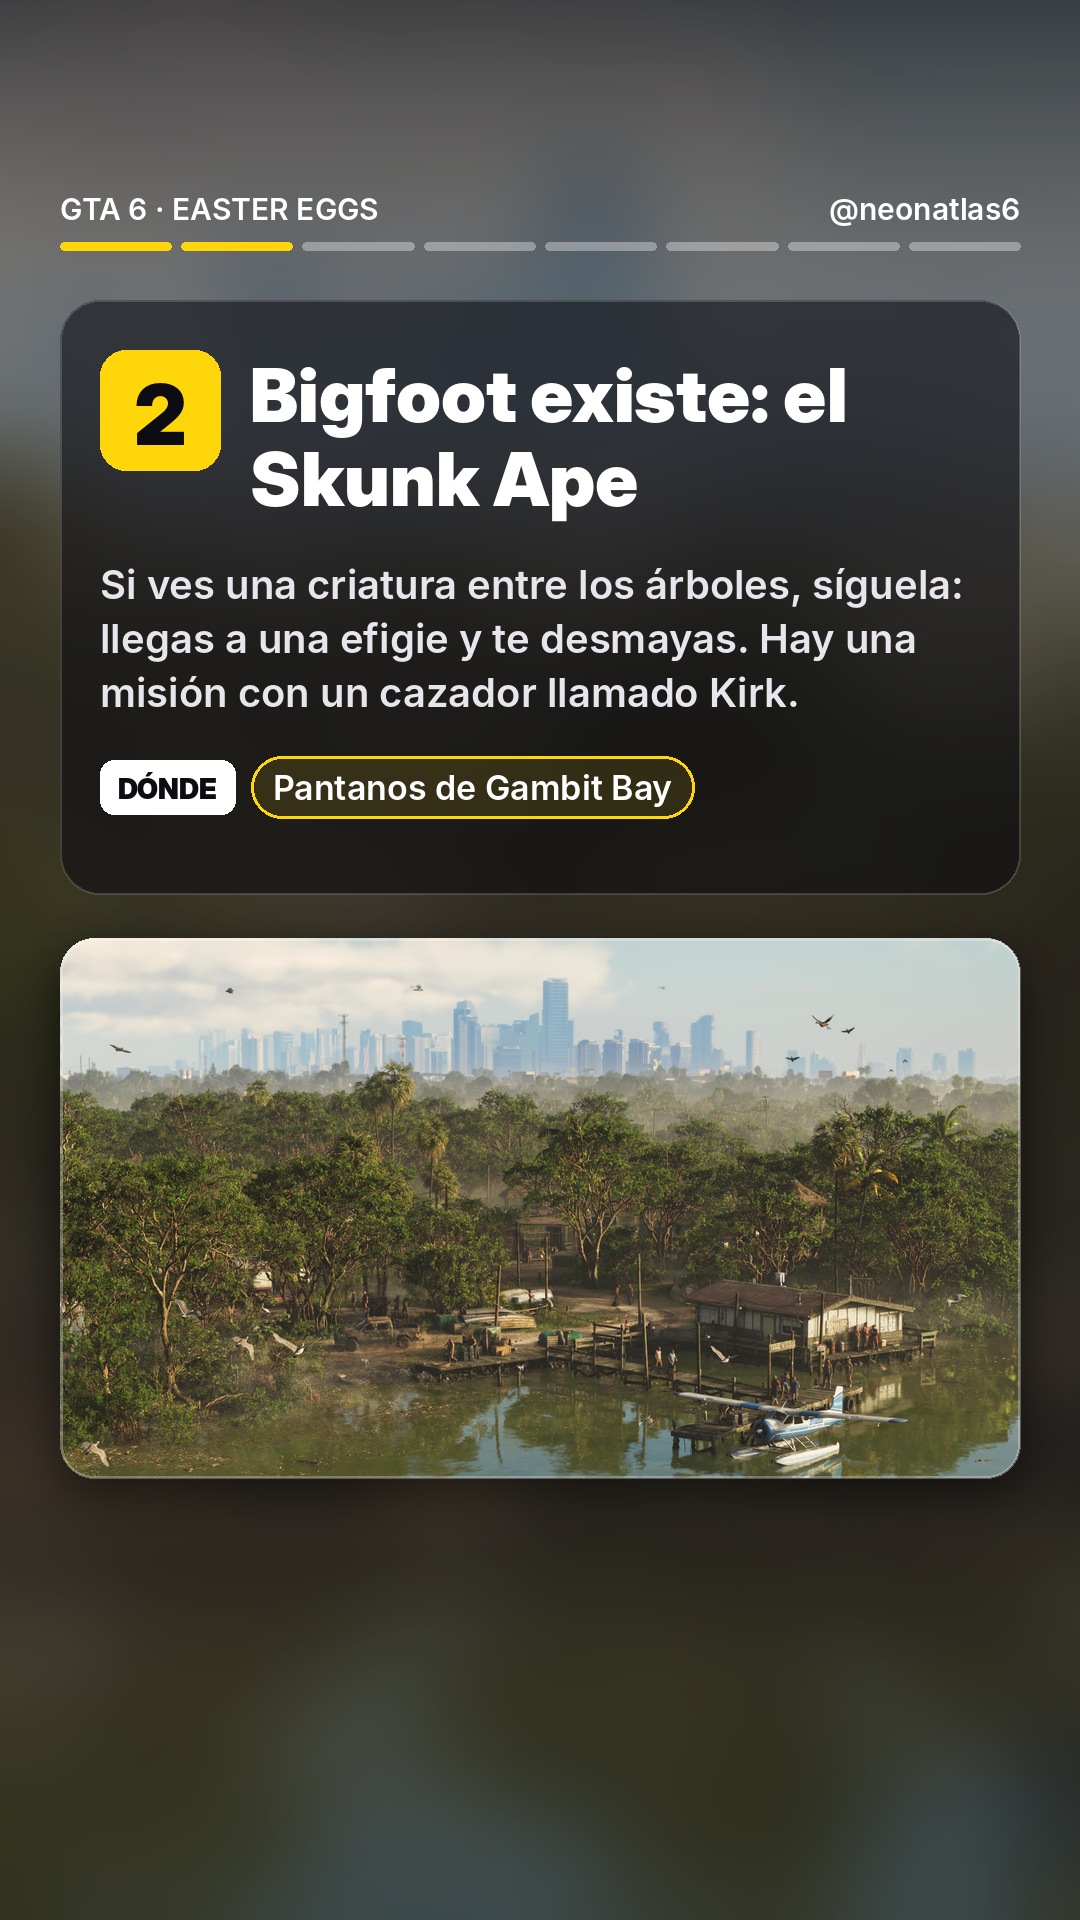 GTA 6 · EASTER EGGS
@neonatlas6
2
Bigfoot existe: el
Skunk Ape
Si ves una criatura entre los árboles, síguela:
llegas a una efigie y te desmayas. Hay una
misión con un cazador llamado Kirk.
DÓNDE
Pantanos de Gambit Bay